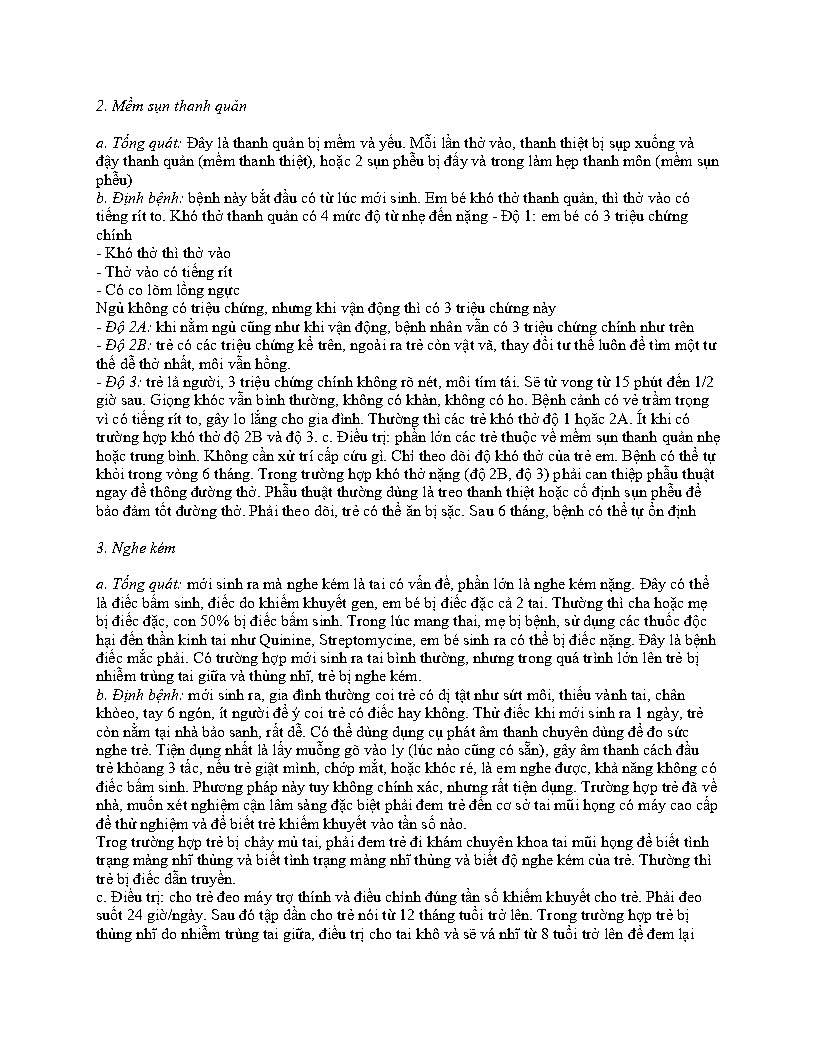 2. Mềm sụn thanh quản
a. Tổng quát: Đây là thanh quản bị mềm và yếu. Mỗi lần thở vào, thanh thiệt bị sụp xuống và
đậy thanh quản (mềm thanh thiệt), hoặc 2 sụn phễu bị đẩy và trong làm hẹp thanh môn (mềm sụn
phễu)
b. Định bệnh: bệnh này bắt đầu có từ lúc mới sinh. Em bé khó thở thanh quản, thì thở vào có
tiếng rít to. Khó thở thanh quản có 4 mức độ từ nhẹ đến nặng - Độ 1: em bé có 3 triệu chứng
chính
- Khó thở thì thở vào
- Thở vào có tiếng rít
- Có co lõm lồng ngực
Ngủ không có triệu chứng, nhưng khi vận động thì có 3 triệu chứng này
- Độ 2A: khi nằm ngủ cũng như khi vận động, bệnh nhân vẫn có 3 triệu chứng chính như trên
- Độ 2B: trẻ có các triệu chứng kể trên, ngoài ra trẻ còn vật vã, thay đổi tư thế luôn để tìm một tư
thế dễ thở nhất, môi vẫn hồng.
- Độ 3: trẻ lả người, 3 triệu chứng chính không rõ nét, môi tím tái. Sẽ tử vong từ 15 phút đến 1/2
giờ sau. Giọng khóc vẫn bình thường, không có khàn, không có ho. Bệnh cảnh có vẻ trầm trọng
vì có tiếng rít to, gây lo lắng cho gia đình. Thường thì các trẻ khó thở độ 1 họăc 2A. Ít khi có
trường hợp khó thở độ 2B và độ 3. c. Điều trị: phần lớn các trẻ thuộc về mềm sụn thanh quản nhẹ
hoặc trung bình. Không cần xử trí cấp cứu gì. Chỉ theo dõi độ khó thở của trẻ em. Bệnh có thể tự
khỏi trong vòng 6 tháng. Trong trường hợp khó thở nặng (độ 2B, độ 3) phải can thiệp phẫu thuật
ngay để thông đường thở. Phẫu thuật thường dùng là treo thanh thiệt hoặc cố định sụn phễu để
bảo đảm tốt đường thở. Phải theo dõi, trẻ có thể ăn bị sặc. Sau 6 tháng, bệnh có thể tự ổn định
3. Nghe kém
a. Tổng quát: mới sinh ra mà nghe kém là tai có vấn đề, phần lớn là nghe kém nặng. Đây có thể
là điếc bẩm sinh, điếc do khiếm khuyết gen, em bé bị điếc đặc cả 2 tai. Thường thì cha hoặc mẹ
bị điếc đặc, con 50% bị điếc bẩm sinh. Trong lúc mang thai, mẹ bị bệnh, sử dụng các thuốc độc
hại đến thần kinh tai như Quinine, Streptomycine, em bé sinh ra có thể bị điếc nặng. Đây là bệnh
điếc mắc phải. Có trường hợp mới sinh ra tai bình thường, nhưng trong quá trình lớn lên trẻ bị
nhiễm trùng tai giữa và thủng nhĩ, trẻ bị nghe kém.
b. Định bệnh: mới sinh ra, gia đình thường coi trẻ có dị tật như sứt môi, thiếu vành tai, chân
khòeo, tay 6 ngón, ít người để ý coi trẻ có điếc hay không. Thử điếc khi mới sinh ra 1 ngày, trẻ
còn nằm tại nhà bảo sanh, rất dễ. Có thể dùng dụng cụ phát âm thanh chuyên dùng để đo sức
nghe trẻ. Tiện dụng nhất là lấy muỗng gõ vào ly (lúc nào cũng có sẵn), gây âm thanh cách đầu
trẻ khỏang 3 tấc, nếu trẻ giật mình, chớp mắt, hoặc khóc ré, là em nghe được, khả năng không có
điếc bẩm sinh. Phương pháp này tuy không chính xác, nhưng rất tiện dụng. Trường hợp trẻ đã về
nhà, muốn xét nghiệm cận lâm sàng đặc biệt phải đem trẻ đến cơ sở tai mũi họng có máy cao cấp
để thử nghiệm và để biết trẻ khiếm khuyết vào tần số nào.
Trog trường hợp trẻ bị chảy mủ tai, phải đem trẻ đi khám chuyên khoa tai mũi họng để biết tình
trạng màng nhĩ thủng và biết tình trạng màng nhĩ thủng và biết độ nghe kém của trẻ. Thường thì
trẻ bị điếc dẫn truyền.
c. Điều trị: cho trẻ đeo máy trợ thính và điều chỉnh đúng tần số khiếm khuyết cho trẻ. Phải đeo
suốt 24 giờ/ngày. Sau đó tập dần cho trẻ nói từ 12 tháng tuổi trở lên. Trong trường hợp trẻ bị
thủng nhĩ do nhiễm trùng tai giữa, điều trị cho tai khô và sẽ vá nhĩ từ 8 tuổi trở lên để đem lại